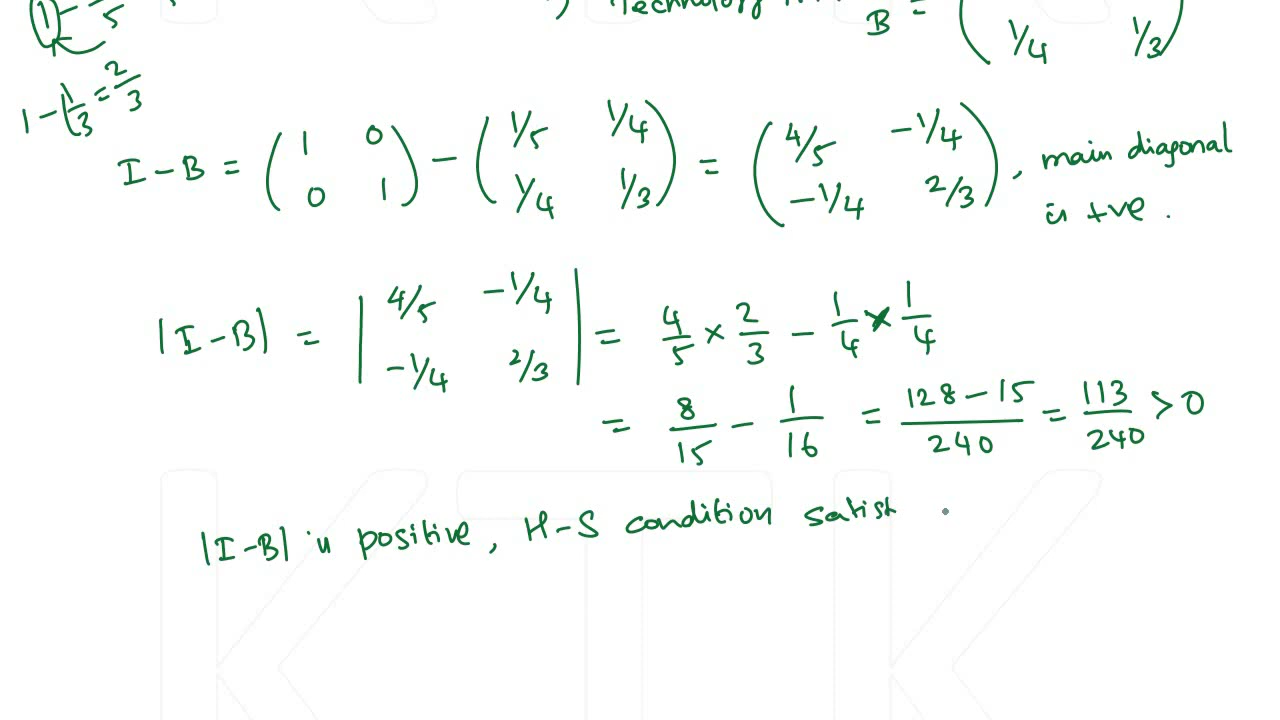 1 - 5
) Technology B = ( 1/4 1/3 )
1 - 1/3 = 2/3
I - B = ( 1 0 0 1 ) - ( 1/5 1/4 1/4 1/3 ) = ( 4/5 -1/4 -1/4 2/3 ) , main diagonal
is +ve .
|I - B| = | 4/5 -1/4 -1/4 2/3 | = 4/5 × 2/3 - 1/4 × 1/4
= 8/15 - 1/16 = 128 - 15/240 = 113/240 > 0
|I - B| is positive, H-S condition satisf
KTK